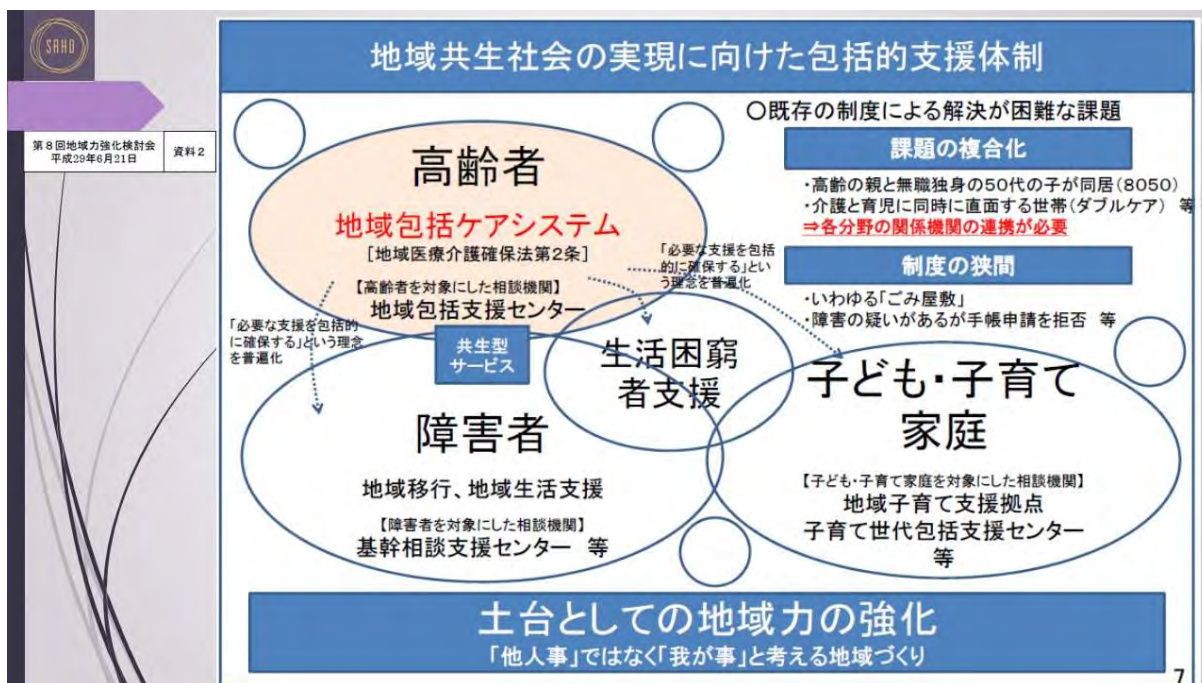 SRHD
第8回地域力強化検討会
平成29年6月21日
資料2
地域共生社会の実現に向けた包括的支援体制
高齢者
地域包括ケアシステム
[地域医療介護確保法第2条]
【高齢者を対象にした相談機関】
地域包括支援センター
「必要な支援を包括的
に確保する」という理念
を普遍化
「必要な支援を包括
的に確保する」とい
う理念を普遍化
共生型
サービス
〇既存の制度による解決が困難な課題
課題の複合化
・高齢の親と無職独身の50代の子が同居(8050)
・介護と育児に同時に直面する世帯(ダブルケア) 等
⇒各分野の関係機関の連携が必要
制度の狭間
・いわゆる「ごみ屋敷」
・障害の疑いがあるが手帳申請を拒否 等
生活困窮
者支援
障害者
地域移行、地域生活支援
【障害者を対象にした相談機関】
基幹相談支援センター 等
子ども・子育て
家庭
【子ども・子育て家庭を対象にした相談機関】
地域子育て支援拠点
子育て世代包括支援センター
等
土台としての地域力の強化
「他人事」ではなく「我が事」と考える地域づくり
7